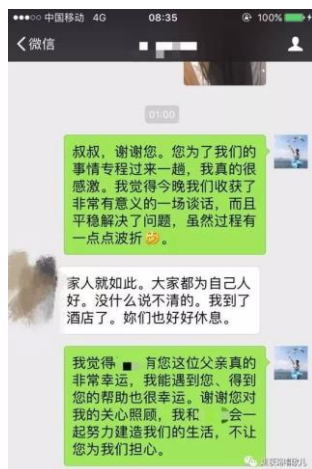 中国移动 4G
08:35
100%
微信
01:00
叔叔，谢谢您。您为了我们的
事情专程过来一趟，我真的很
感激。我觉得今晚我们收获了
非常有意义的一场谈话，而且
平稳解决了问题，虽然过程有
一点点波折🤣。
家人就如此。大家都为自己人
好。没什么说不清的。我到了
酒店了。妳们也好好休息。
我觉得 有您这位父亲真的
非常幸运，我能遇到您、得到
您的帮助也很幸运。谢谢您对
我的关心照顾，我和 会一
起努力建造我们的生活，不让
您为我们担心。